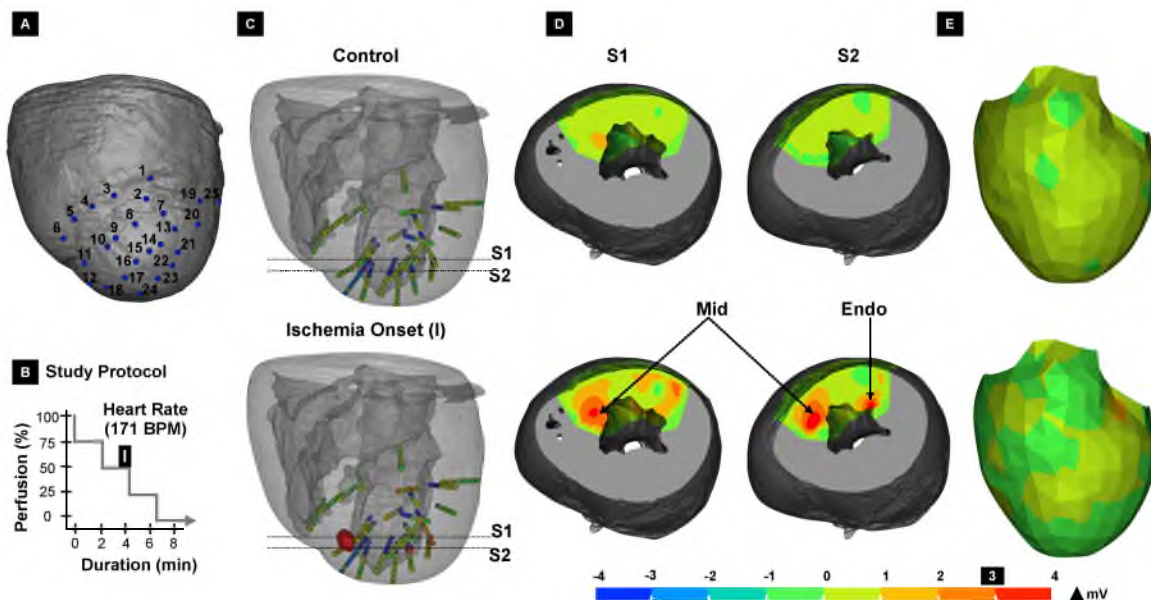 A
C
D
E
Control
S1
S2
1
2
3
4
5
6
7
8
9
10
11
12
13
14
15
16
17
18
19
20
21
22
23
24
25
S1
S2
Ischemia Onset (I)
Mid
Endo
B Study Protocol
Heart Rate
(171 BPM)
I
Perfusion (%)
100
75
50
25
0
0 2 4 6 8
Duration (min)
S1
S2
-4 -3 -2 -1 0 1 2 3 4
▲mV